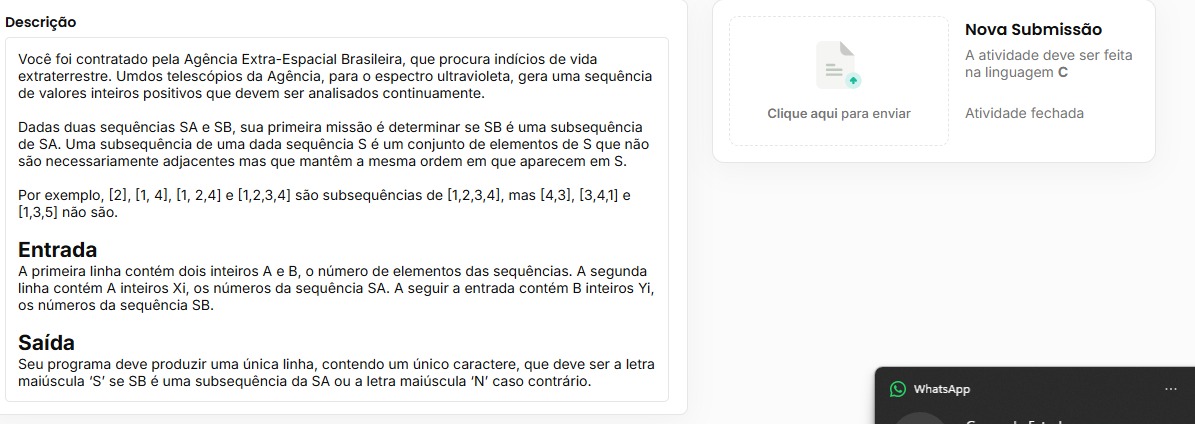 Descrição
Você foi contratado pela Agência Extra-Espacial Brasileira, que procura indícios de vida
extraterrestre. Umdos telescópios da Agência, para o espectro ultravioleta, gera uma sequência
de valores inteiros positivos que devem ser analisados continuamente.
Dadas duas sequências SA e SB, sua primeira missão é determinar se SB é uma subsequência
de SA. Uma subsequência de uma dada sequência S é um conjunto de elementos de S que não
são necessariamente adjacentes mas que mantêm a mesma ordem em que aparecem em S.
Por exemplo, [2], [1, 4], [1, 2,4] e [1,2,3,4] são subsequências de [1,2,3,4], mas [4,3], [3,4,1] e
[1,3,5] não são.
Entrada
A primeira linha contém dois inteiros A e B, o número de elementos das sequências. A segunda
linha contém A inteiros Xi, os números da sequência SA. A seguir a entrada contém B inteiros Yi,
os números da sequência SB.
Saída
Seu programa deve produzir uma única linha, contendo um único caractere, que deve ser a letra
maiúscula ‘S’ se SB é uma subsequência da SA ou a letra maiúscula ‘N’ caso contrário.
Clique aqui para enviar
Nova Submissão
A atividade deve ser feita
na linguagem C
Atividade fechada
WhatsApp